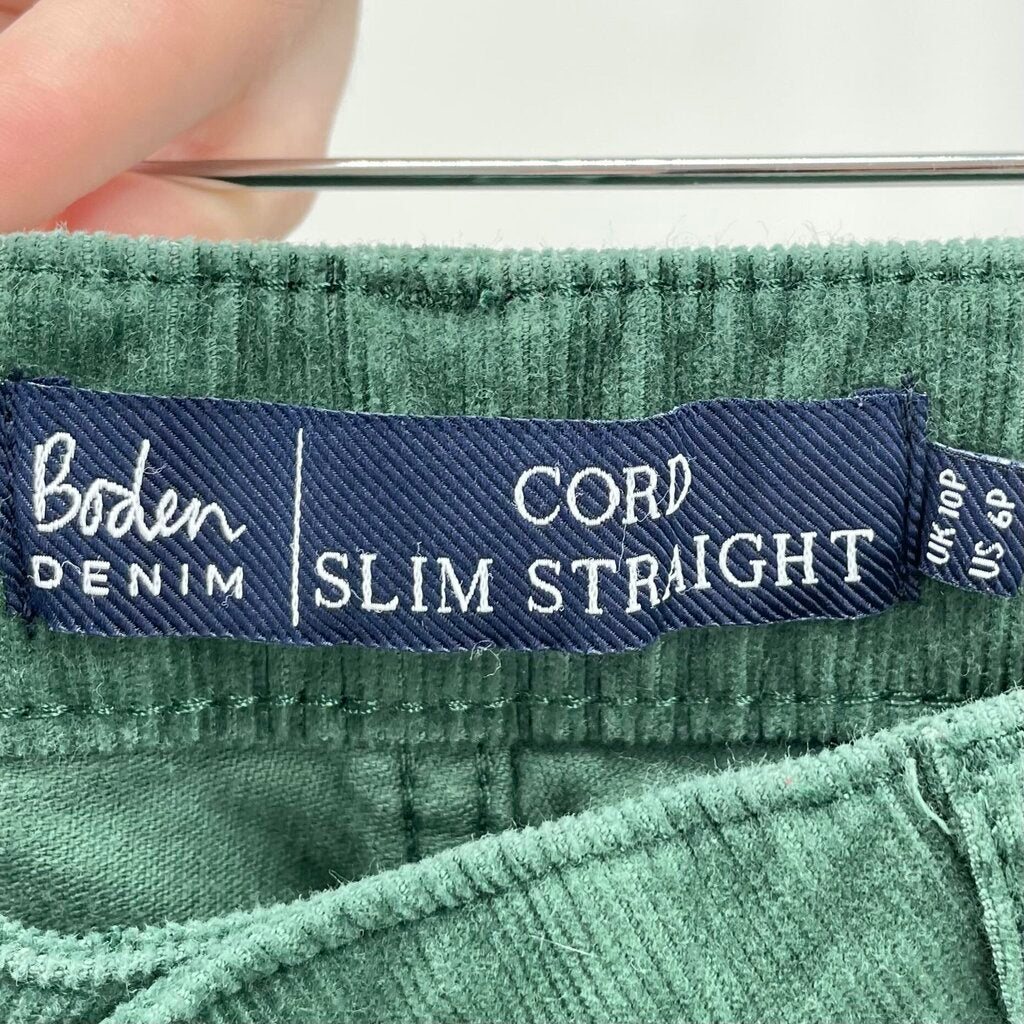 Boden
DENIM
CORD
SLIM STRAIGHT
UK 10P
US 6P